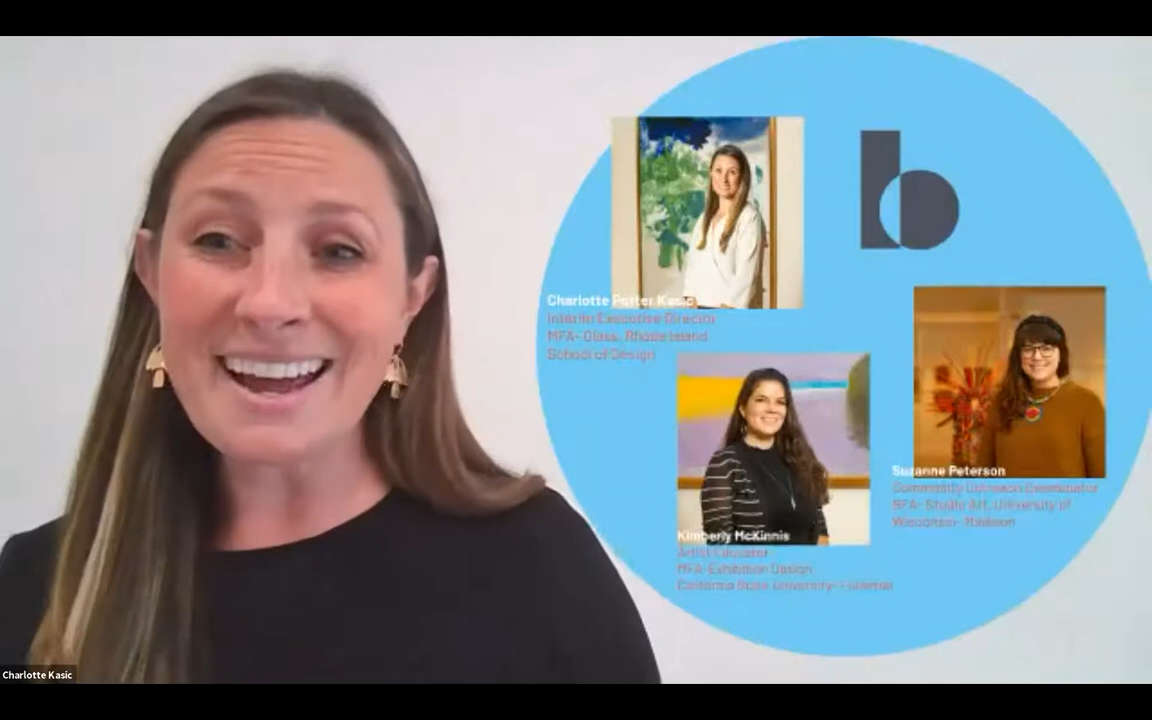 Charlotte Potter Kasic
Interim Executive Director
MFA- Glass, Rhode Island
School of Design
Kimberly McKinnis
Artist Educator
MFA-Exhibition Design
California State University- Fullerton
Suzanne Peterson
Community Outreach Coordinator
BFA- Studio Art, University of
Wisconsin- Madison
b
Charlotte Kasic